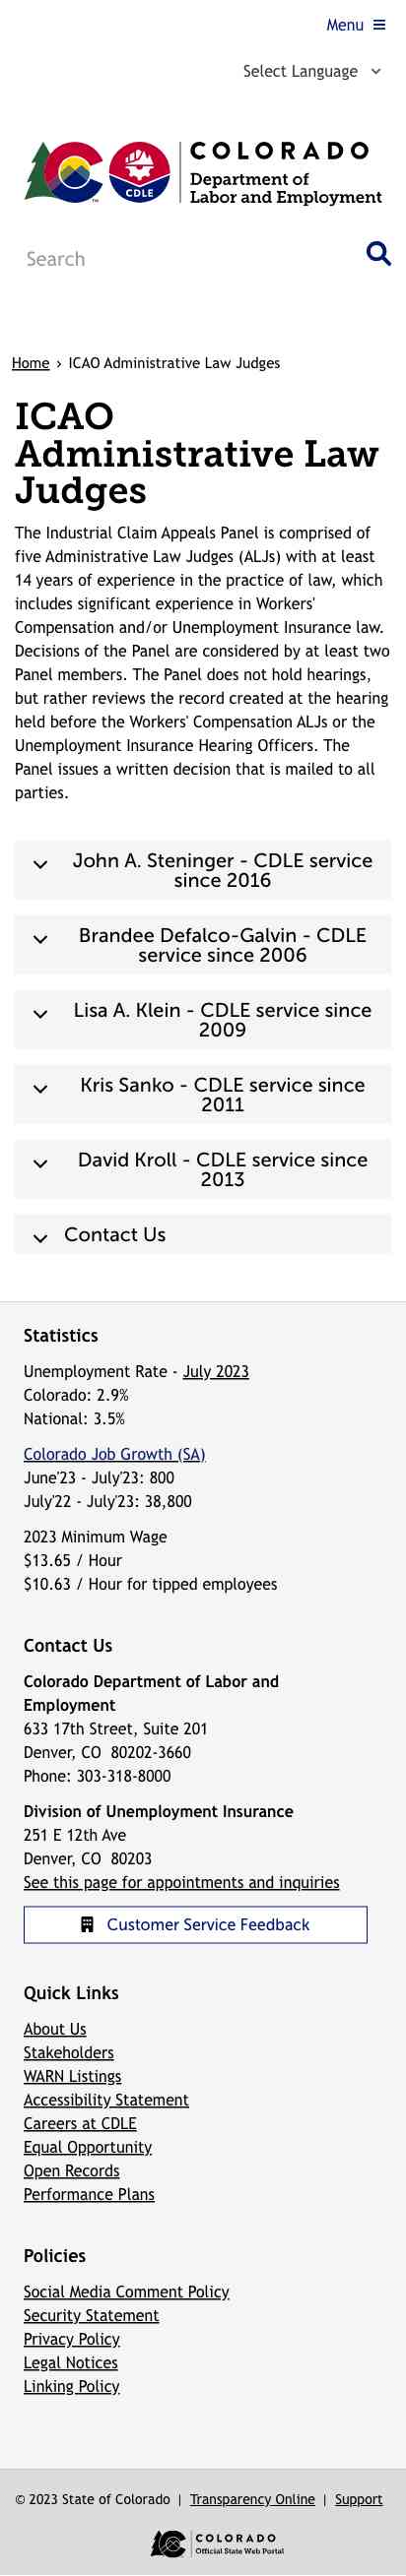 Menu
Select Language
CDLE
COLORADO
Department of
Labor and Employment
TM
Search
Home › ICAO Administrative Law Judges
ICAO
Administrative Law
Judges
The Industrial Claim Appeals Panel is comprised of
five Administrative Law Judges (ALJs) with at least
14 years of experience in the practice of law, which
includes significant experience in Workers'
Compensation and/or Unemployment Insurance law.
Decisions of the Panel are considered by at least two
Panel members. The Panel does not hold hearings,
but rather reviews the record created at the hearing
held before the Workers' Compensation ALJs or the
Unemployment Insurance Hearing Officers. The
Panel issues a written decision that is mailed to all
parties.
John A. Steninger - CDLE service
since 2016
Brandee Defalco-Galvin - CDLE
service since 2006
Lisa A. Klein - CDLE service since
2009
Kris Sanko - CDLE service since
2011
David Kroll - CDLE service since
2013
Contact Us
Statistics
Unemployment Rate - July 2023
Colorado: 2.9%
National: 3.5%
Colorado Job Growth (SA)
June'23 - July'23: 800
July'22 - July'23: 38,800
2023 Minimum Wage
$13.65 / Hour
$10.63 / Hour for tipped employees
Contact Us
Colorado Department of Labor and
Employment
633 17th Street, Suite 201
Denver, CO  80202-3660
Phone: 303-318-8000
Division of Unemployment Insurance
251 E 12th Ave
Denver, CO  80203
See this page for appointments and inquiries
Customer Service Feedback
Quick Links
About Us
Stakeholders
WARN Listings
Accessibility Statement
Careers at CDLE
Equal Opportunity
Open Records
Performance Plans
Policies
Social Media Comment Policy
Security Statement
Privacy Policy
Legal Notices
Linking Policy
© 2023 State of Colorado | Transparency Online | Support
COLORADO
Official State Web Portal